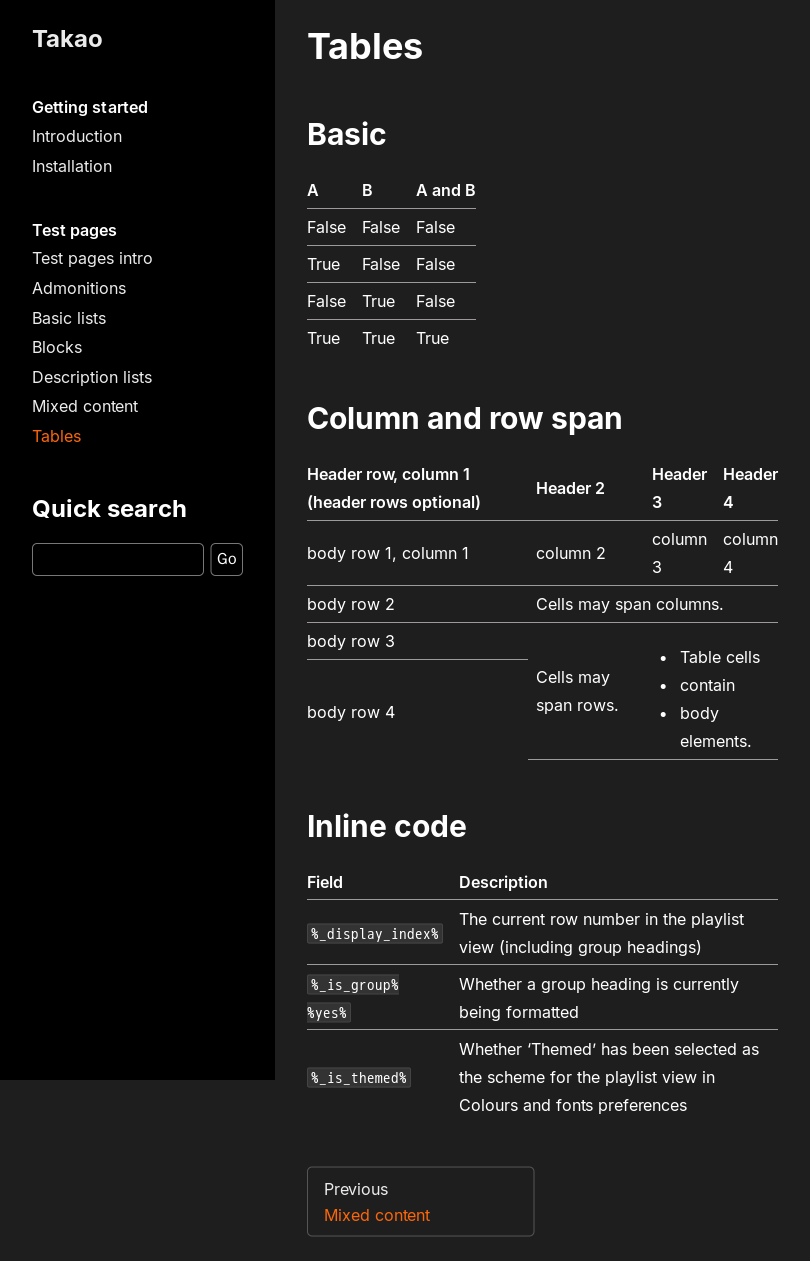 Takao
Getting started
Introduction
Installation
Test pages
Test pages intro
Admonitions
Basic lists
Blocks
Description lists
Mixed content
Tables
Quick search
Go
Tables
Basic
A B A and B
False False False
True False False
False True False
True True True
Column and row span
Header row, column 1
(header rows optional)
Header 2
Header
3
Header
4
body row 1, column 1
column 2
column
3
column
4
body row 2
Cells may span columns.
body row 3
Cells may
span rows.
• Table cells
• contain
• body
elements.
body row 4
Inline code
Field Description
%_display_index%
The current row number in the playlist
view (including group headings)
%_is_group%
%yes%
Whether a group heading is currently
being formatted
%_is_themed%
Whether ‘Themed’ has been selected as
the scheme for the playlist view in
Colours and fonts preferences
Previous
Mixed content